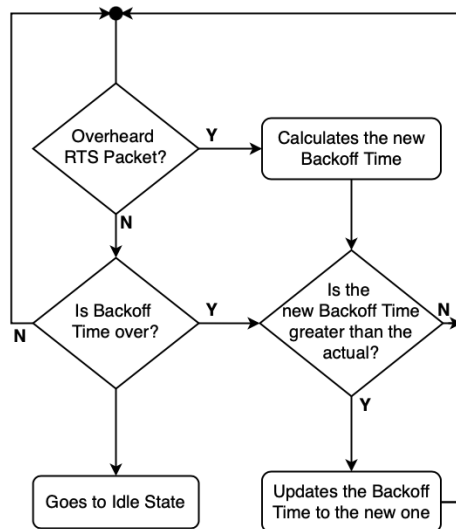 Overheard
RTS Packet?
Y
Calculates the new
Backoff Time
N
Is Backoff
Time over?
N
Y
Is the
new Backoff Time
greater than the
actual?
N
Y
Goes to Idle State
Updates the Backoff
Time to the new one